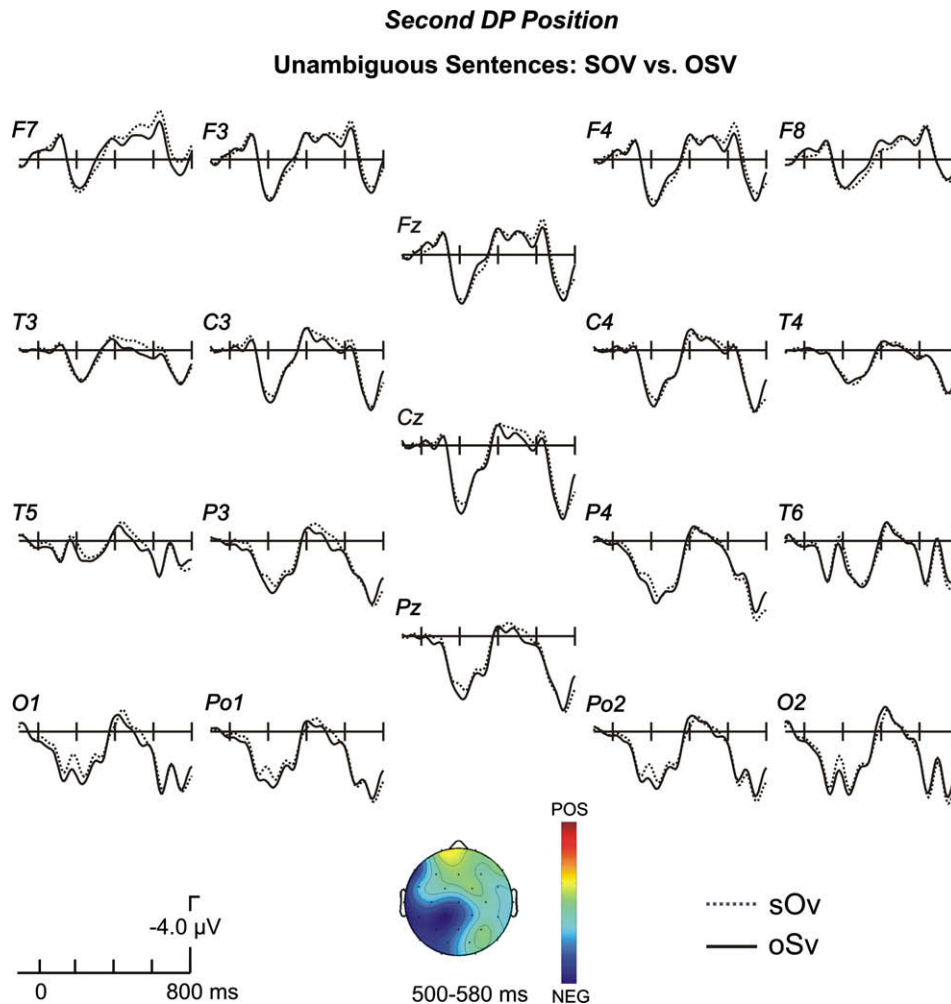 Second DP Position
Unambiguous Sentences: SOV vs. OSV
F7 F3 F4 F8
Fz
T3 C3 C4 T4
Cz
T5 P3 P4 T6
Pz
O1 Po1 Po2 O2
POS
-4.0 µV
sOv
oSv
0 800 ms
500-580 ms
NEG